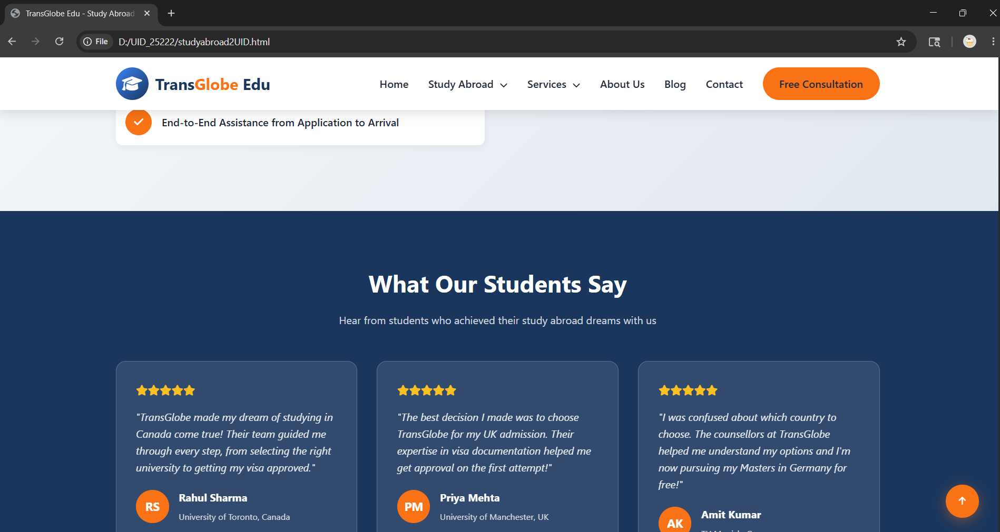 TransGlobe Edu - Study Abroad
File
D:/UID_25222/studyabroad2UID.html
TransGlobe Edu
Home
Study Abroad
Services
About Us
Blog
Contact
Free Consultation
End-to-End Assistance from Application to Arrival
What Our Students Say
Hear from students who achieved their study abroad dreams with us
"TransGlobe made my dream of studying in
Canada come true! Their team guided me
through every step, from selecting the right
university to getting my visa approved."
RS
Rahul Sharma
University of Toronto, Canada
"The best decision I made was to choose
TransGlobe for my UK admission. Their
expertise in visa documentation helped me
get approval on the first attempt!"
PM
Priya Mehta
University of Manchester, UK
"I was confused about which country to
choose. The counsellors at TransGlobe
helped me understand my options and I'm
now pursuing my Masters in Germany for
free!"
AK
Amit Kumar